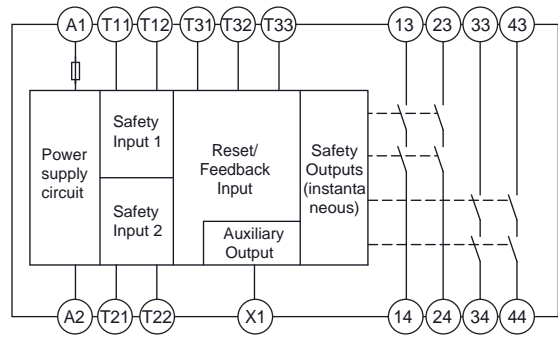 A1 T11 T12 T31 T32 T33 13 23 33 43
Power
supply
circuit
Safety
Input 1
Safety
Input 2
Reset/
Feedback
Input
Auxiliary
Output
Safety
Outputs
(instanta
neous)
A2 T21 T22 X1 14 24 34 44